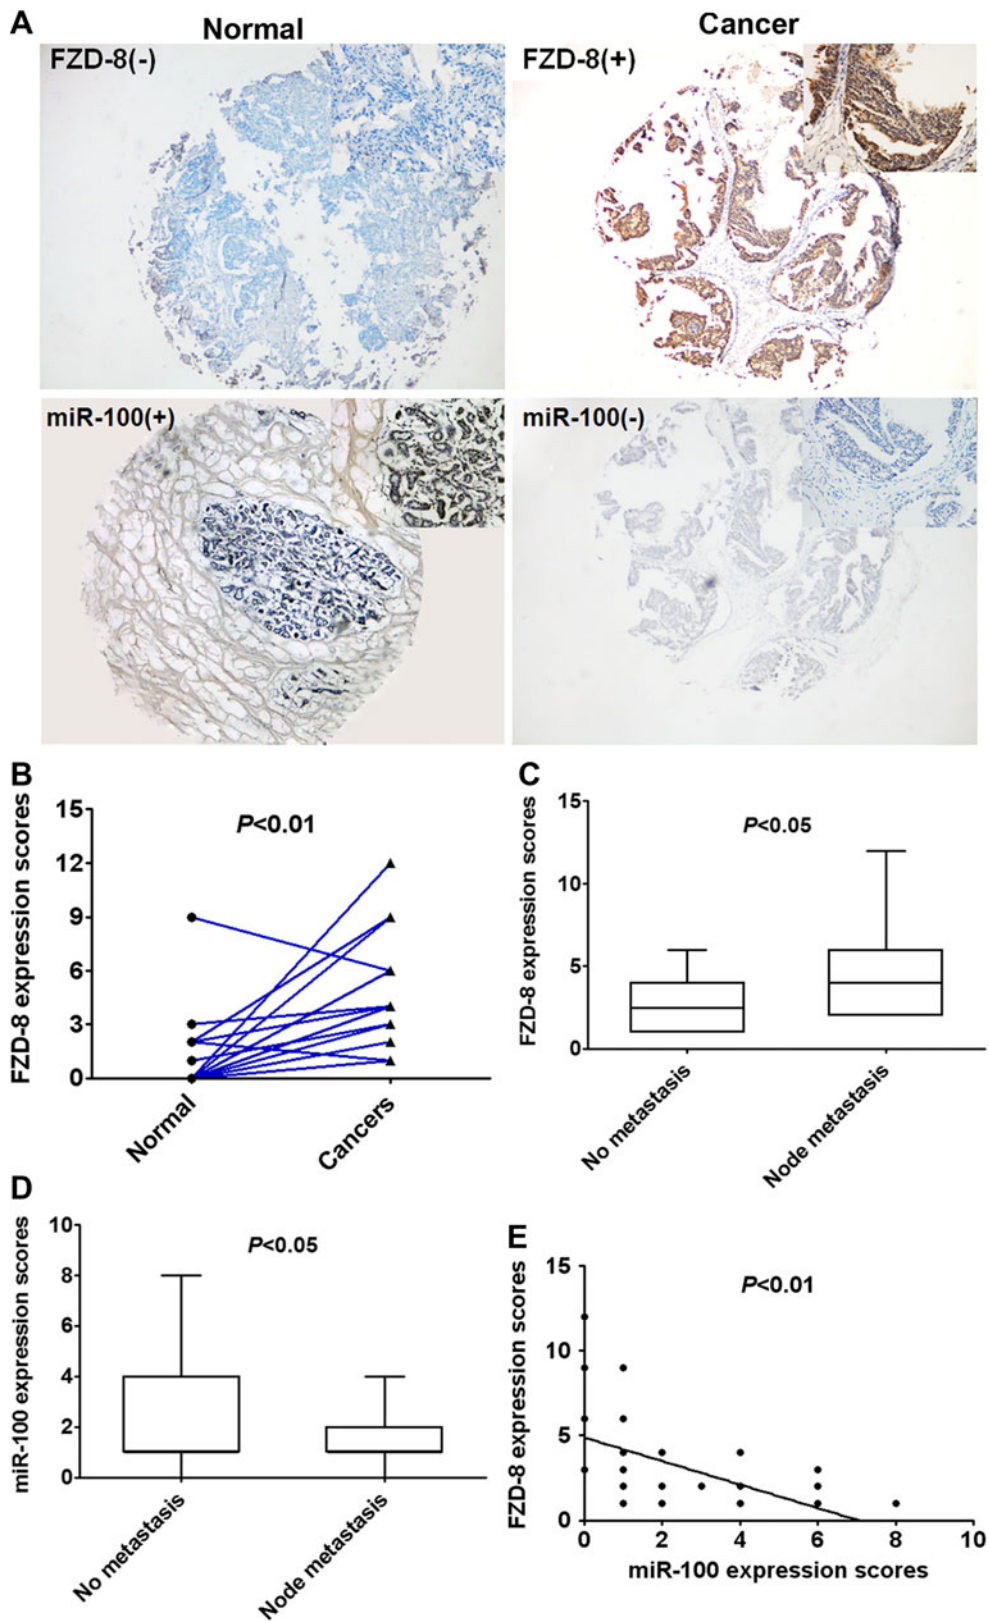 A
Normal
Cancer
FZD-8(-)
FZD-8(+)
miR-100(+)
miR-100(-)
B
FZD-8 expression scores
15
12
9
6
3
0
P<0.01
Normal
Cancers
C
FZD-8 expression scores
15
10
5
0
P<0.05
No metastasis
Node metastasis
D
miR-100 expression scores
10
8
6
4
2
0
P<0.05
No metastasis
Node metastasis
E
FZD-8 expression scores
15
10
5
0
P<0.01
0 2 4 6 8 10
miR-100 expression scores